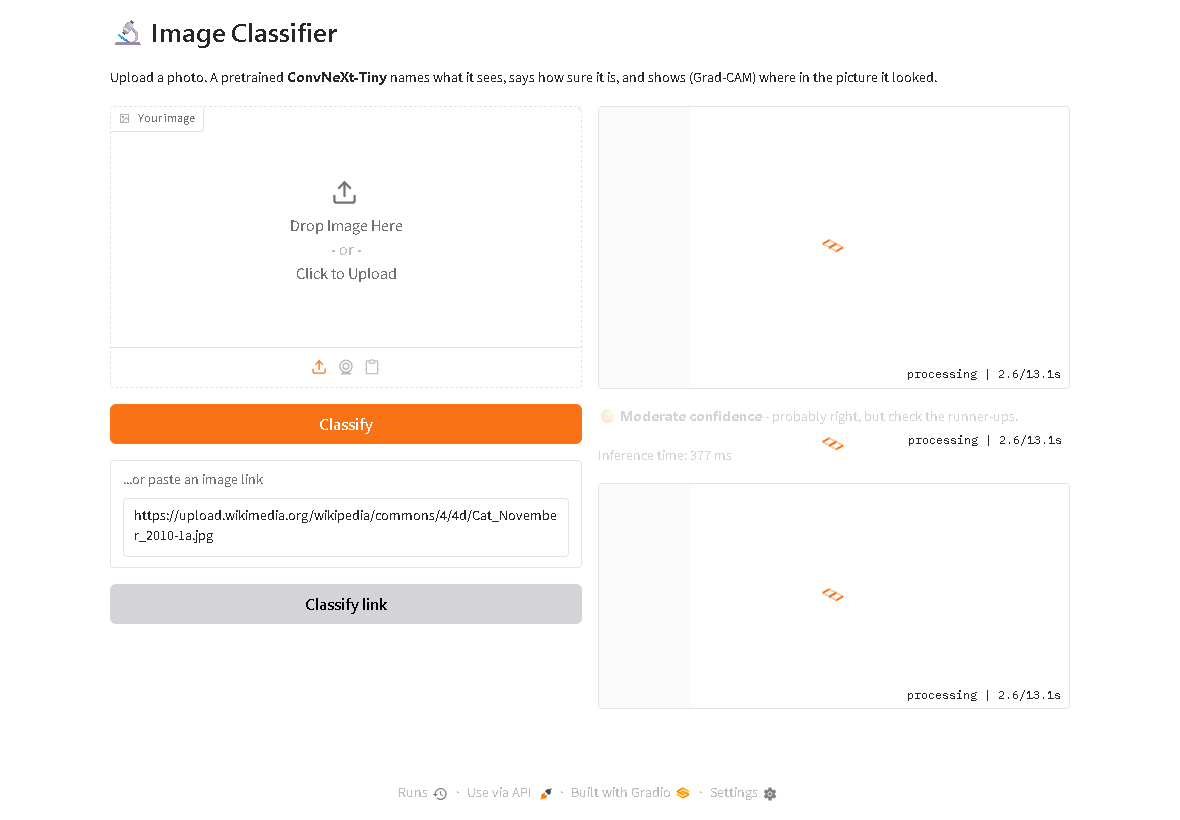 Image Classifier
Upload a photo. A pretrained ConvNeXt-Tiny names what it sees, says how sure it is, and shows (Grad-CAM) where in the picture it looked.
Your image
Drop Image Here
- or -
Click to Upload
Classify
...or paste an image link
https://upload.wikimedia.org/wikipedia/commons/4/4d/Cat_Novembe
r_2010-1a.jpg
Classify link
processing | 2.6/13.1s
Moderate confidence - probably right, but check the runner-ups.
processing | 2.6/13.1s
Inference time: 377 ms
processing | 2.6/13.1s
Runs · Use via API · Built with Gradio · Settings